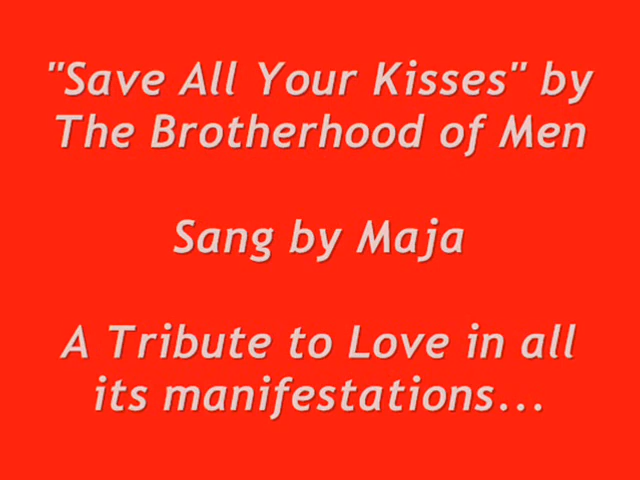 "Save All Your Kisses" by
The Brotherhood of Men
Sang by Maja
A Tribute to Love in all
its manifestations...